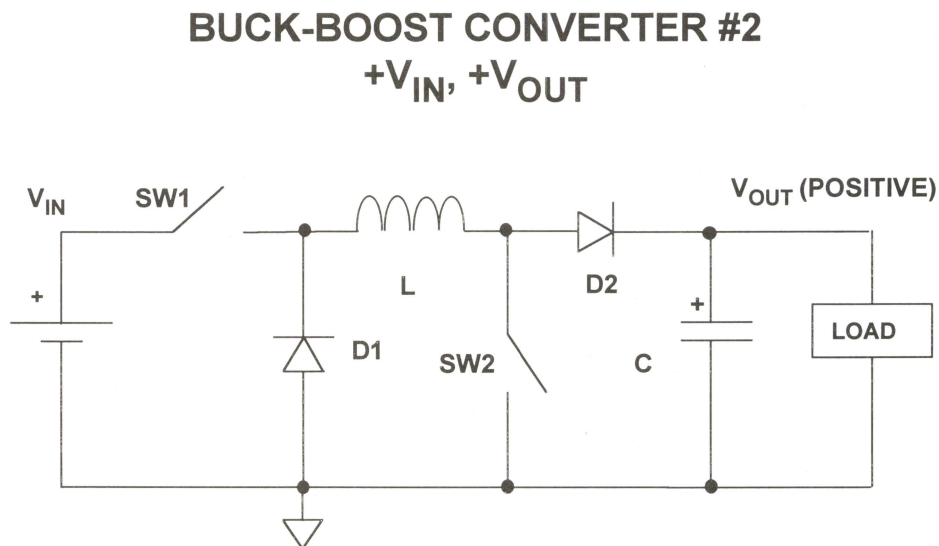 BUCK-BOOST CONVERTER #2
+VIN, +VOUT
VIN
SW1
VOUT (POSITIVE)
+
L
D2
+
D1
SW2
C
LOAD